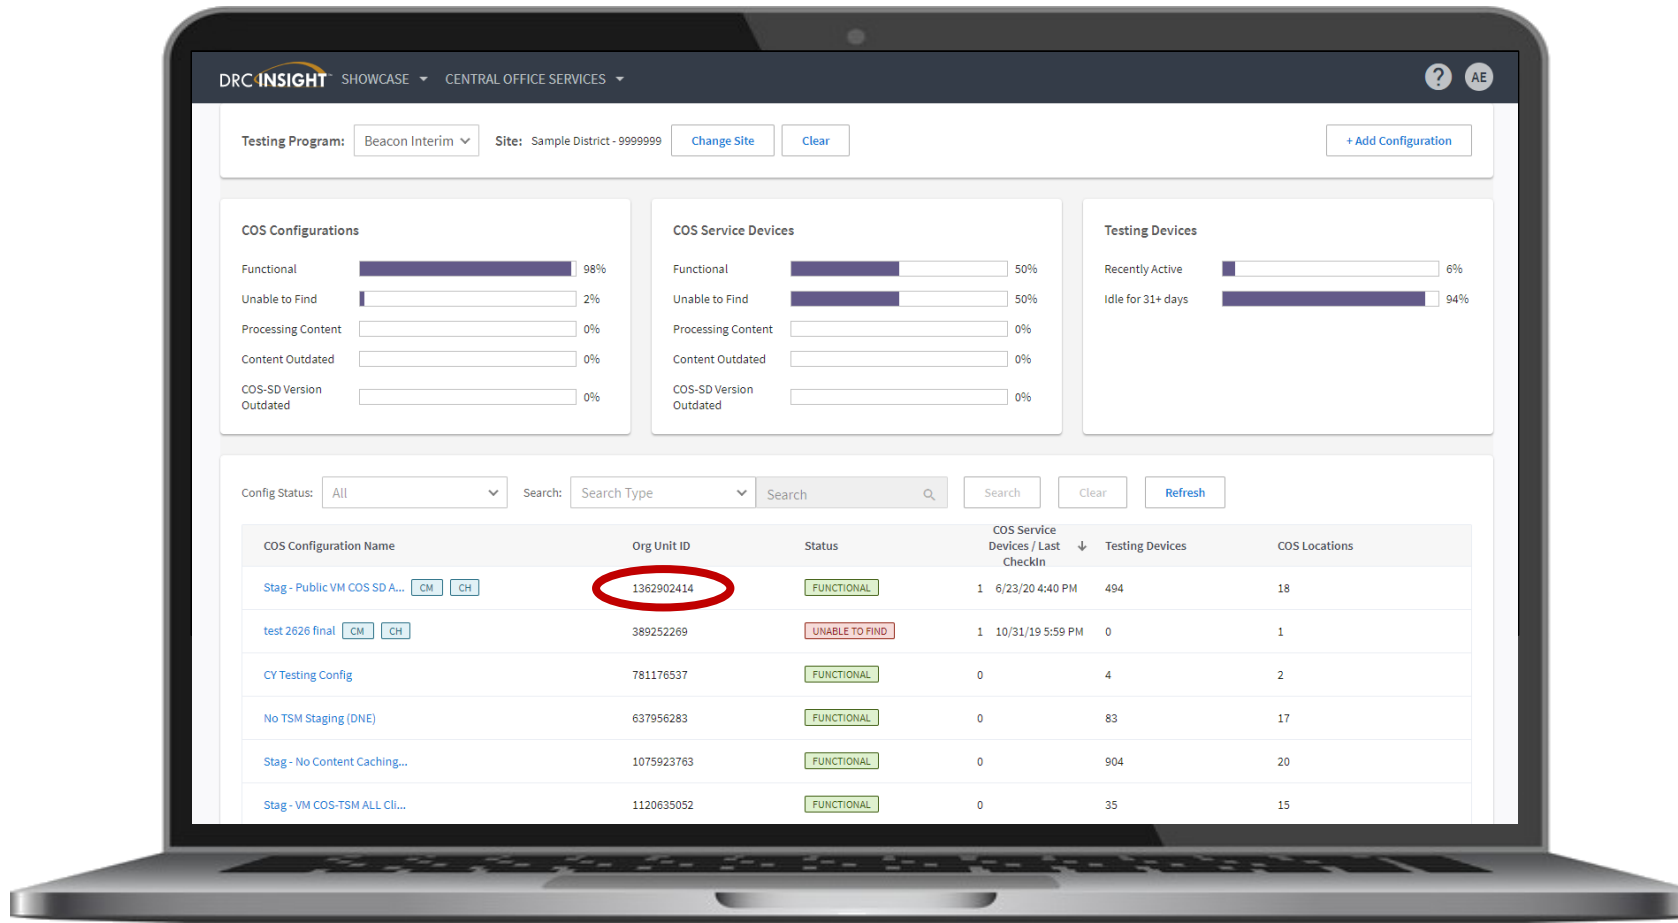 DRC INSIGHT SHOWCASE CENTRAL OFFICE SERVICES ? AE
Testing Program: Beacon Interim Site: Sample District - 9999999 Change Site Clear + Add Configuration
COS Configurations
Functional 98%
Unable to Find 2%
Processing Content 0%
Content Outdated 0%
COS-SD Version
Outdated 0%
COS Service Devices
Functional 50%
Unable to Find 50%
Processing Content 0%
Content Outdated 0%
COS-SD Version
Outdated 0%
Testing Devices
Recently Active 6%
Idle for 31+ days 94%
Config Status: All Search: Search Type Search Search Clear Refresh
COS Configuration Name Org Unit ID Status COS Service Devices / Last CheckIn Testing Devices COS Locations
Stag - Public VM COS SD A... CM CH 1362902414 FUNCTIONAL 1 6/23/20 4:40 PM 494 18
test 2626 final CM CH 389252269 UNABLE TO FIND 1 10/31/19 5:59 PM 0 1
CY Testing Config 781176537 FUNCTIONAL 0 4 2
No TSM Staging (DNE) 637956283 FUNCTIONAL 0 83 17
Stag - No Content Caching... 1075923763 FUNCTIONAL 0 904 20
Stag - VM COS-TSM ALL Cli... 1120635052 FUNCTIONAL 0 35 15